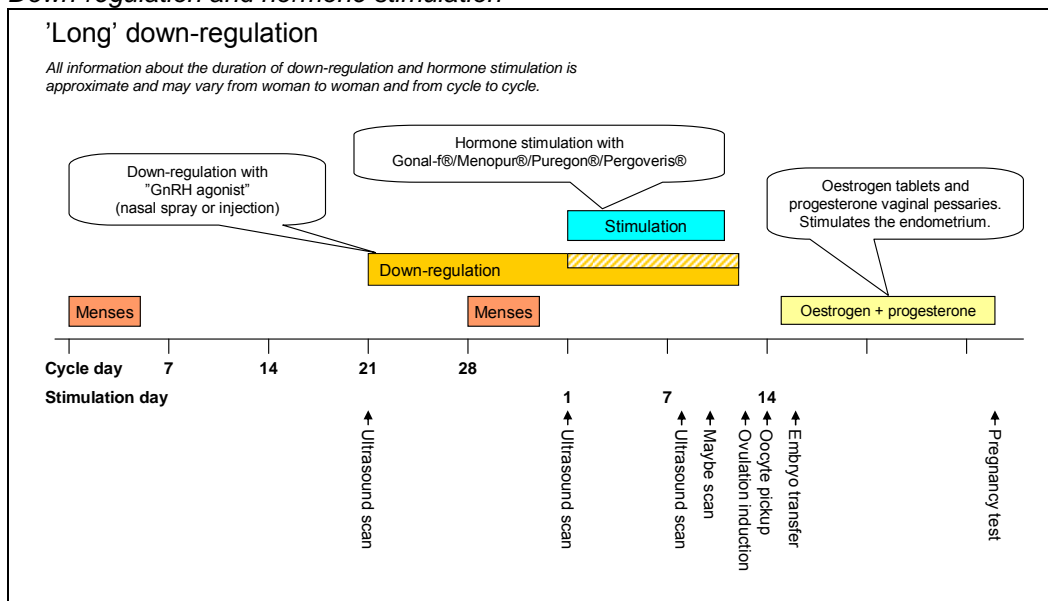 Down-regulation and hormone stimulation
’Long’ down-regulation
All information about the duration of down-regulation and hormone stimulation is
approximate and may vary from woman to woman and from cycle to cycle.
Hormone stimulation with
Gonal-f®/Menopur®/Puregon®/Pergoveris®
Down-regulation with
”GnRH agonist”
(nasal spray or injection)
Oestrogen tablets and
progesterone vaginal pessaries.
Stimulates the endometrium.
Stimulation
Down-regulation
Menses
Menses
Oestrogen + progesterone
Cycle day 7 14 21 28
Stimulation day 1 7 14
Ultrasound scan
Ultrasound scan
Ultrasound scan
Maybe scan
Ovulation induction
Oocyte pickup
Embryo transfer
Pregnancy test